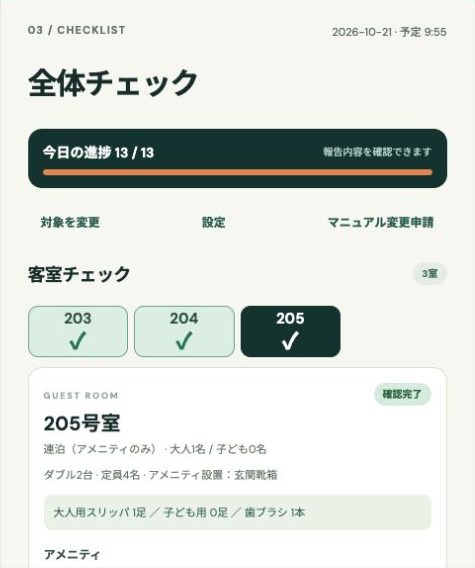 03 / CHECKLIST
2026-10-21・予定 9:55
全体チェック
今日の進捗 13 / 13
報告内容を確認できます
対象を変更
設定
マニュアル変更申請
客室チェック
3室
203
204
205
✓
✓
✓
GUEST ROOM
確認完了
205号室
連泊（アメニティのみ）・大人1名 / 子ども0名
ダブル2台・定員4名・アメニティ設置：玄関靴箱
大人用スリッパ 1足 ／ 子ども用 0足 ／ 歯ブラシ 1本
アメニティ